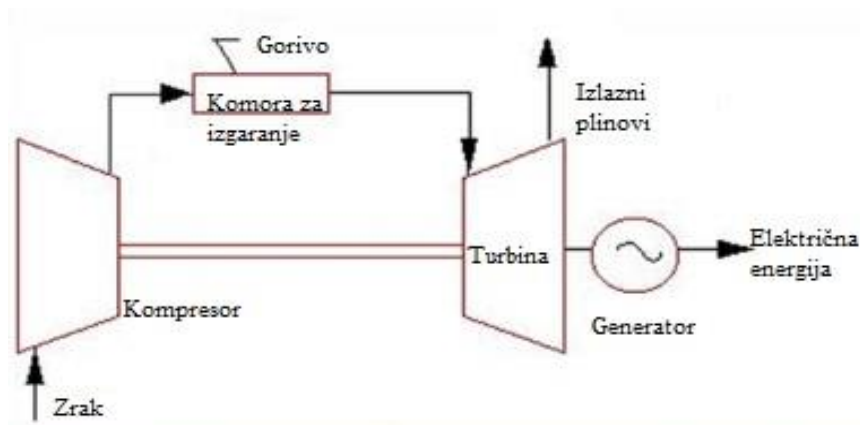 Gorivo
Komora za
izgaranje
Izlazni
plinovi
Turbina
Električna
energija
Kompresor
Generator
Zrak